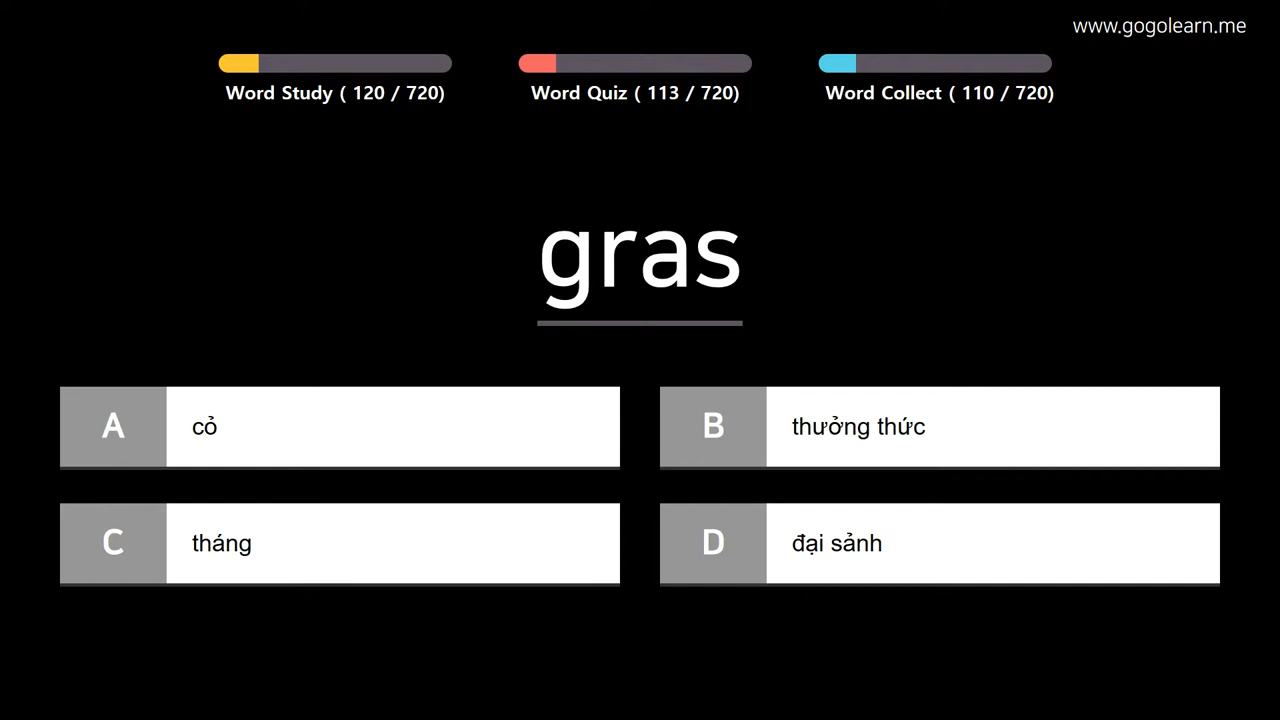 www.gogolearn.me
Word Study ( 120 / 720)
Word Quiz ( 113 / 720)
Word Collect ( 110 / 720)
gras
A cỏ
B thưởng thức
C tháng
D đại sảnh